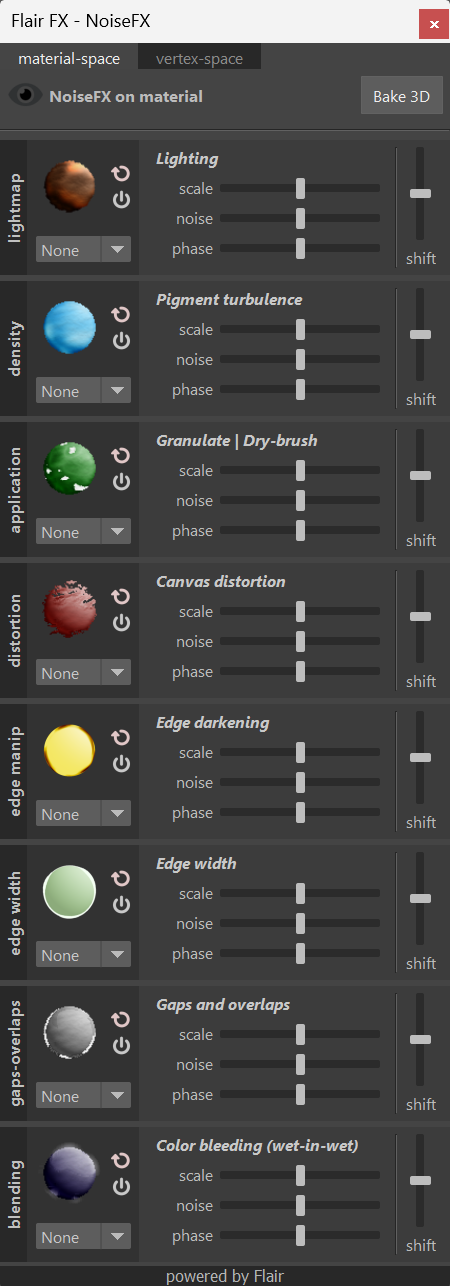 Flair FX - NoiseFX
x
material-space
vertex-space
NoiseFX on material
Bake 3D
lightmap
None
Lighting
scale
noise
phase
shift
density
None
Pigment turbulence
scale
noise
phase
shift
application
None
Granulate | Dry-brush
scale
noise
phase
shift
distortion
None
Canvas distortion
scale
noise
phase
shift
edge manip
None
Edge darkening
scale
noise
phase
shift
edge width
None
Edge width
scale
noise
phase
shift
gaps-overlaps
None
Gaps and overlaps
scale
noise
phase
shift
blending
None
Color bleeding (wet-in-wet)
scale
noise
phase
shift
powered by Flair